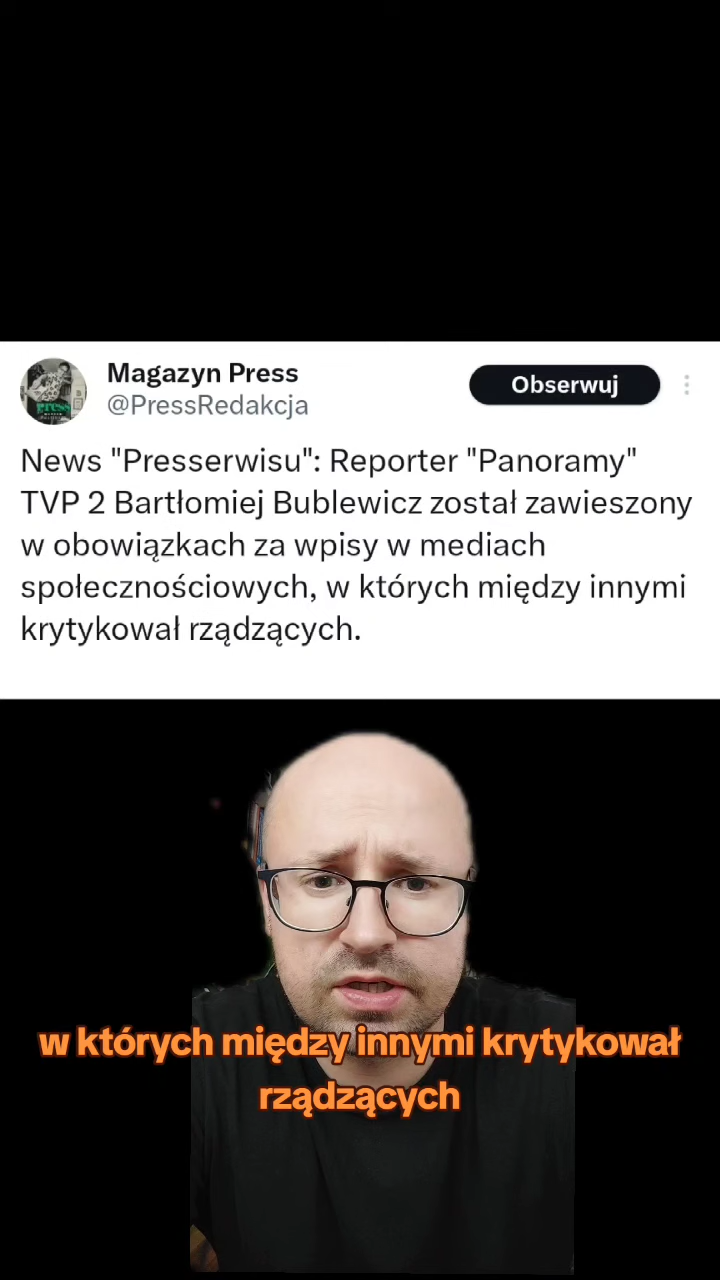 Magazyn Press
@PressRedakcja
Obserwuj
News "Presserwisu": Reporter "Panoramy"
TVP 2 Bartłomiej Bublewicz został zawieszony
w obowiązkach za wpisy w mediach
społecznościowych, w których między innymi
krytykował rządzących.
press
w których między innymi krytykował
rządzących